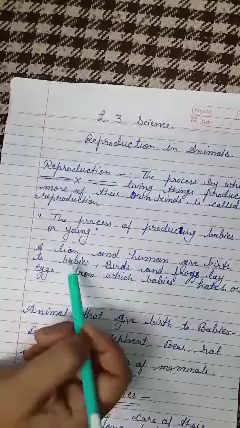 L 3 Science
Reproduction in Animals
Reproduction - The process by which
living things produce
more of their own kinds is called
reproduction
" The process of producing babies
or young
A lion and human give birth
to babies. Birds and frogs lay
eggs from which babies hatch
Animals that give birth to Babies
elephant bear
of mammals.
care of their